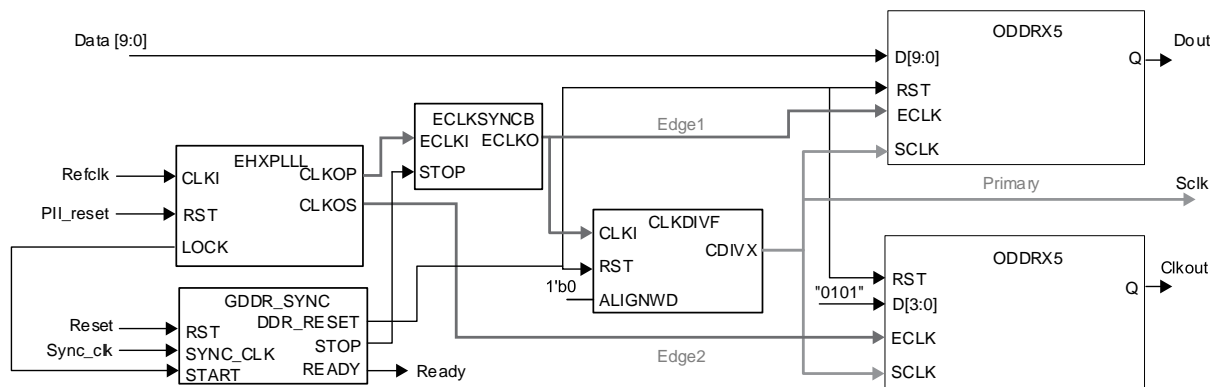 Data [9:0]
ODDRX5
D[9:0]
RST
ECLK
SCLK
Q
Dout
ECLKSYNCB
ECLKI
ECLKO
STOP
Edge1
EHXPLLL
Refclk
CLKI
CLKOP
Pll_reset
RST
CLKOS
LOCK
Primary
Sclk
CLKDIVF
CLKI
RST
CDIVX
1'b0
ALIGNWD
GDDR_SYNC
DDR_RESET
Reset
RST
STOP
Sync_clk
SYNC_CLK
START
READY
Ready
ODDRX5
RST
"0101"
D[3:0]
ECLK
SCLK
Q
Clkout
Edge2